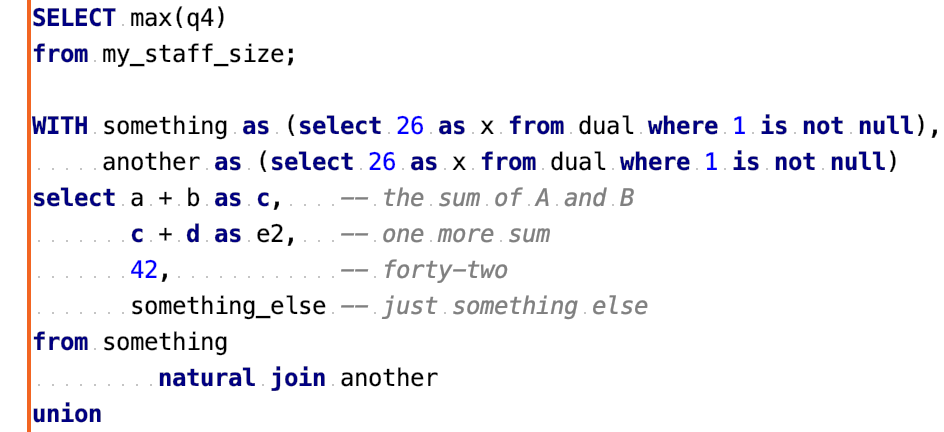 SELECT max(q4)
from my_staff_size;
WITH something as (select 26 as x from dual where 1 is not null),
another as (select 26 as x from dual where 1 is not null)
select a + b as c, -- the sum of A and B
c + d as e2, -- one more sum
42, -- forty-two
something_else -- just something else
from something
natural join another
union